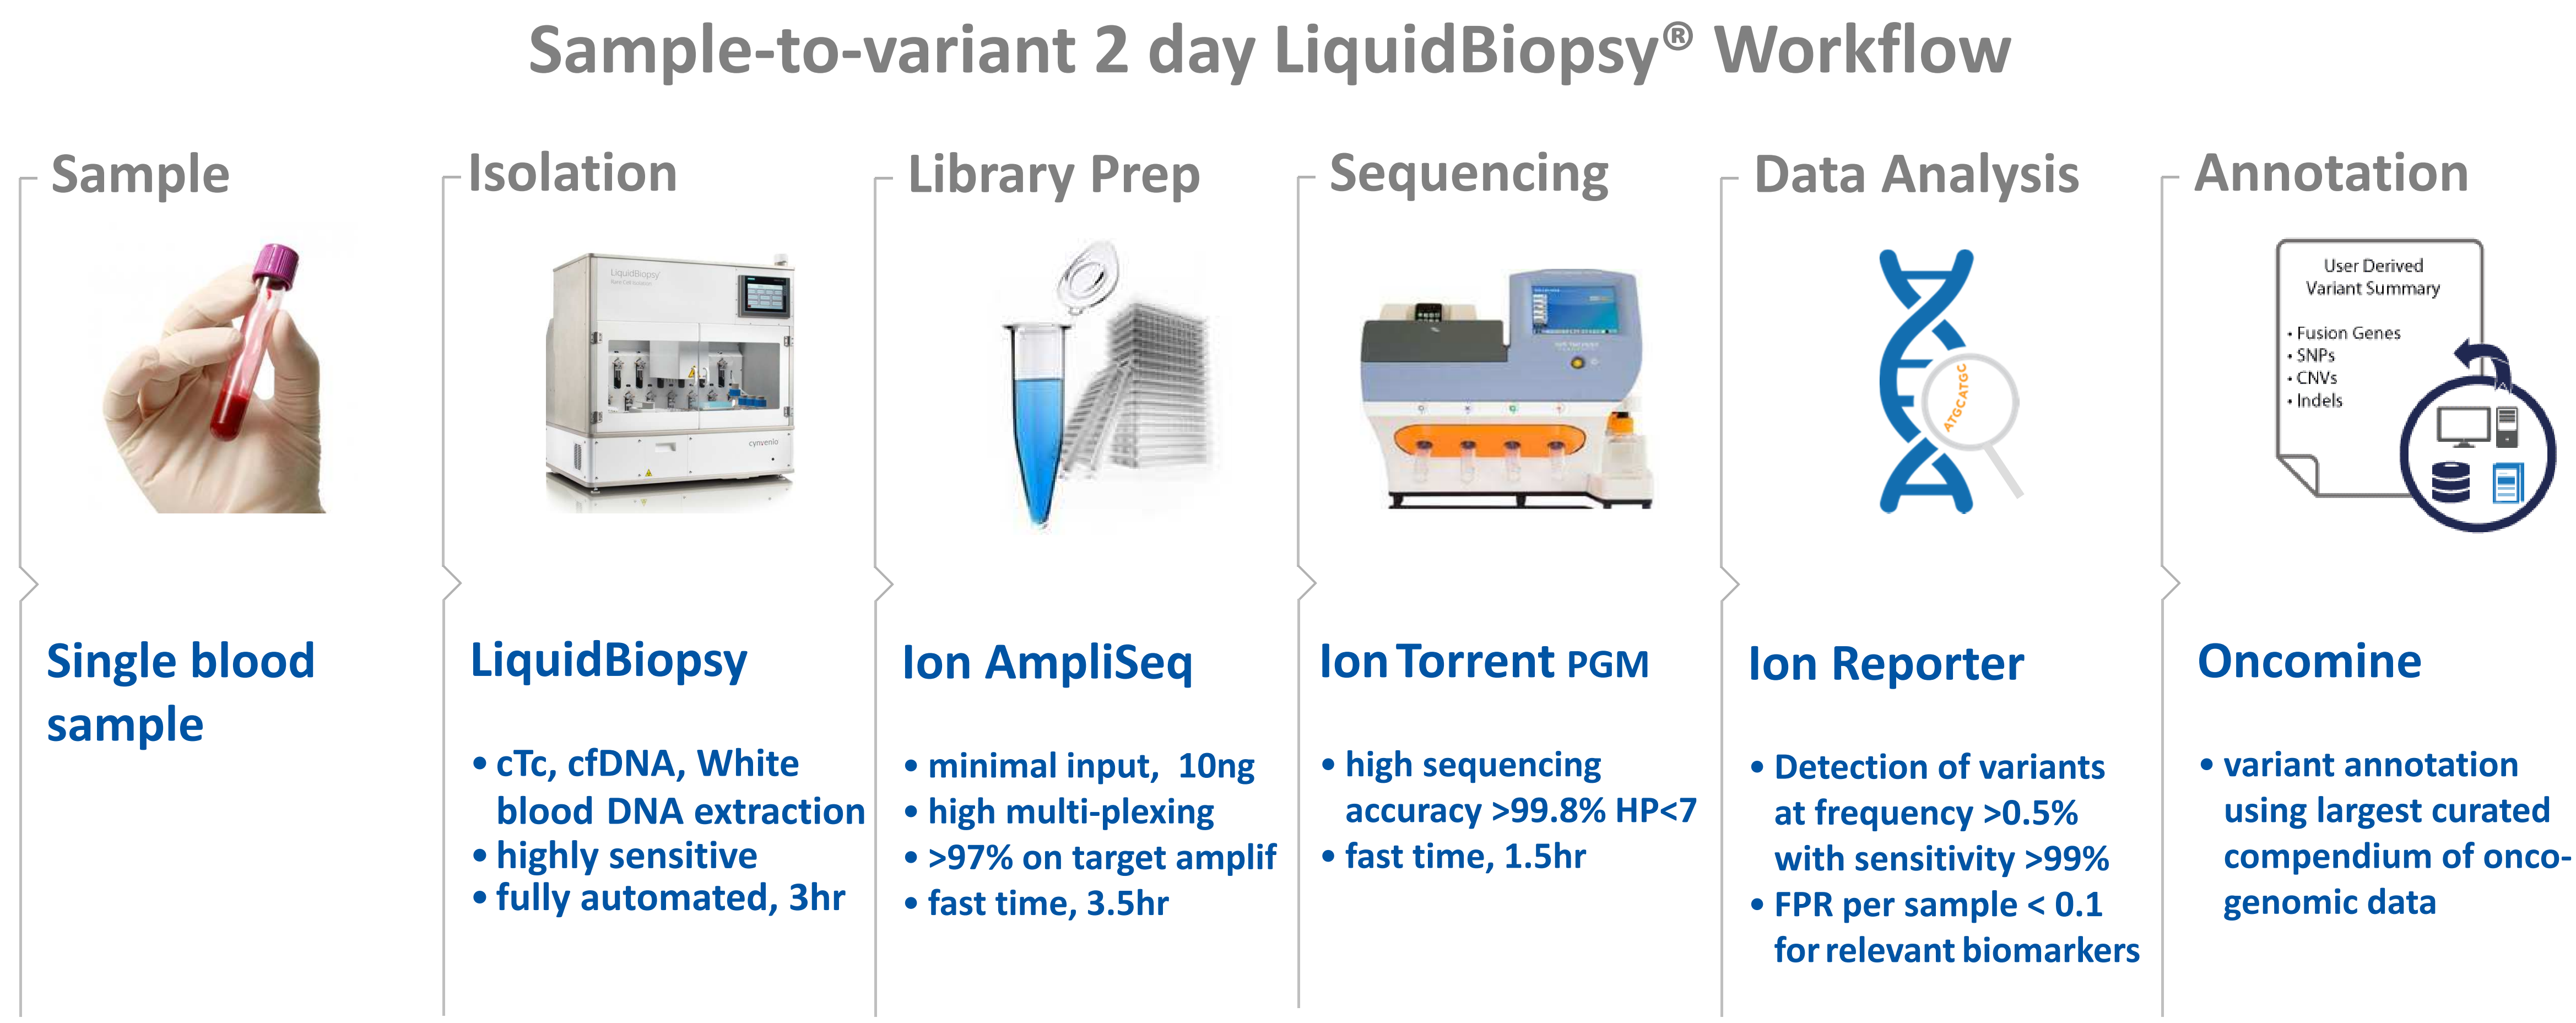 Sample-to-variant 2 day LiquidBiopsy® Workflow
Sample
Single blood
sample
Isolation
LiquidBiopsy
cynvenio
LiquidBiopsy
• cTc, cfDNA, White
blood DNA extraction
• highly sensitive
• fully automated, 3hr
Library Prep
Ion AmpliSeq
• minimal input, 10ng
• high multi-plexing
• >97% on target amplif
• fast time, 3.5hr
Sequencing
Ion Torrent PGM
• high sequencing
accuracy >99.8% HP<7
• fast time, 1.5hr
Data Analysis
ATGCATGC
Ion Reporter
• Detection of variants
at frequency >0.5%
with sensitivity >99%
• FPR per sample < 0.1
for relevant biomarkers
Annotation
User Derived
Variant Summary
• Fusion Genes
• SNPs
• CNVs
• Indels
Oncomine
• variant annotation
using largest curated
compendium of onco-
genomic data